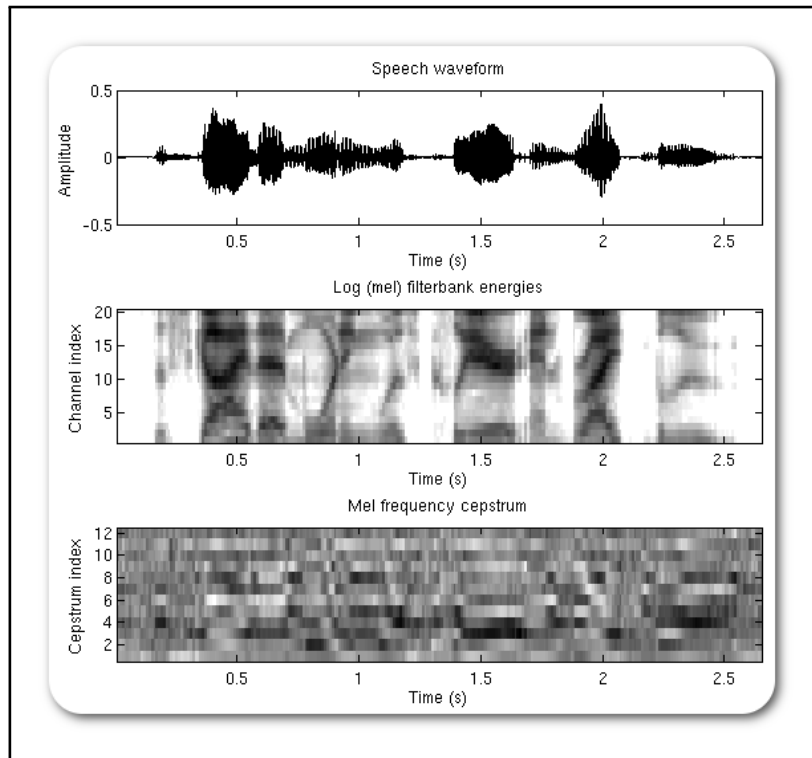 Speech waveform
0.5
0
-0.5
Amplitude
0.5 1 1.5 2 2.5
Time (s)
Log (mel) filterbank energies
20
15
10
5
Channel index
0.5 1 1.5 2 2.5
Time (s)
Mel frequency cepstrum
12
10
8
6
4
2
Cepstrum index
0.5 1 1.5 2 2.5
Time (s)